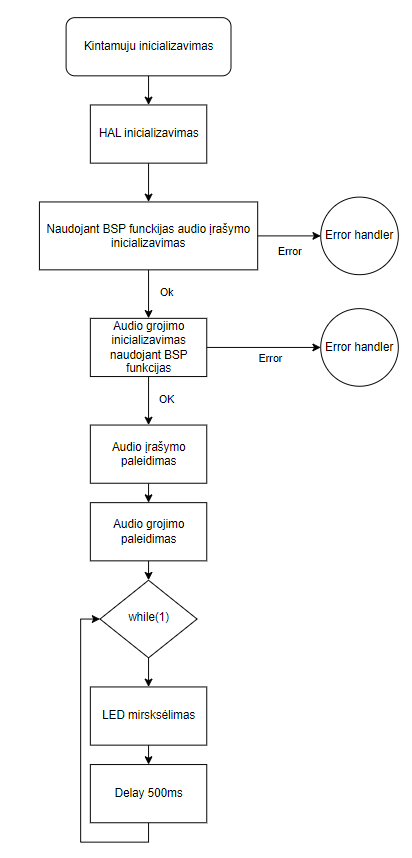 Kintamuju inicializavimas
HAL inicializavimas
Naudojant BSP funckijas audio įrašymo
inicializavimas
Error handler
Error
Ok
Audio grojimo
inicializavimas
naudojant BSP
funkcijas
Error handler
Error
OK
Audio įrašymo
paleidimas
Audio grojimo
paleidimas
while(1)
LED mirsksėlimas
Delay 500ms